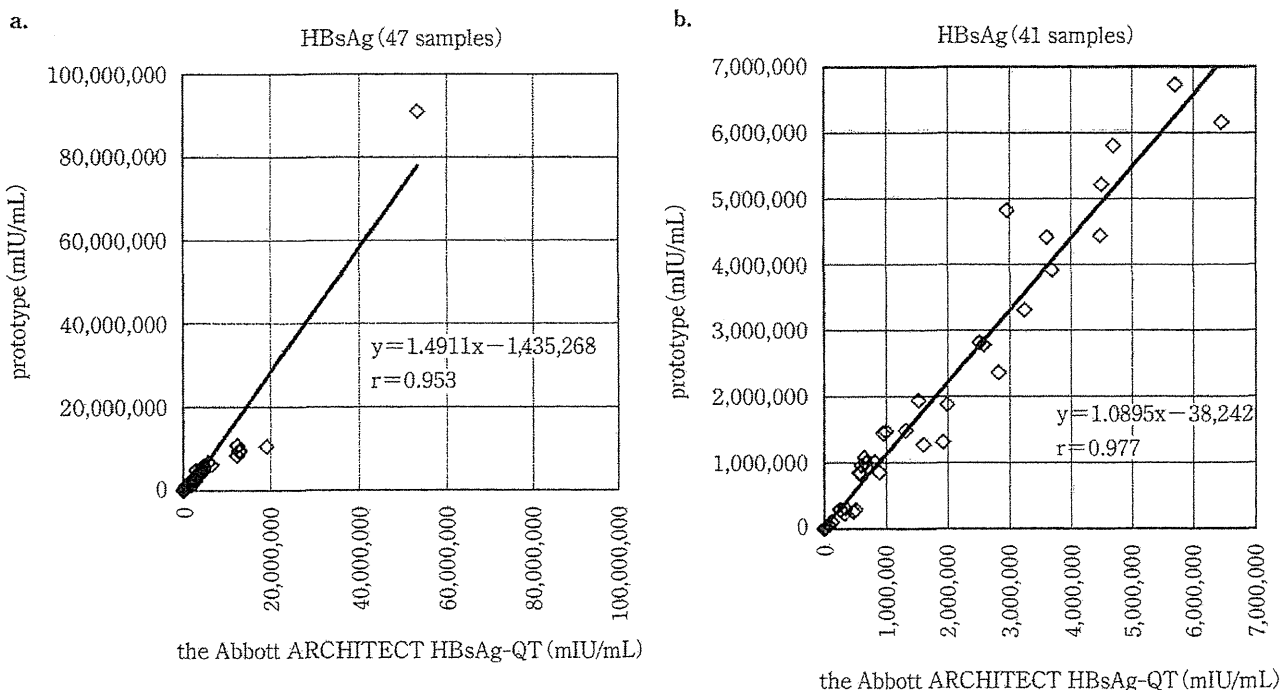 a.
HBsAg (47 samples)
100,000,000
80,000,000
60,000,000
40,000,000
20,000,000
0
prototype (mIU/mL)
y=1.4911x−1,435,268
r=0.953
0
20,000,000
40,000,000
60,000,000
80,000,000
100,000,000
the Abbott ARCHITECT HBsAg-QT (mIU/mL)
b.
HBsAg (41 samples)
7,000,000
6,000,000
5,000,000
4,000,000
3,000,000
2,000,000
1,000,000
0
prototype (mIU/mL)
y=1.0895x−38,242
r=0.977
0
1,000,000
2,000,000
3,000,000
4,000,000
5,000,000
6,000,000
7,000,000
the Abbott ARCHITECT HBsAg-QT (mIU/mL)